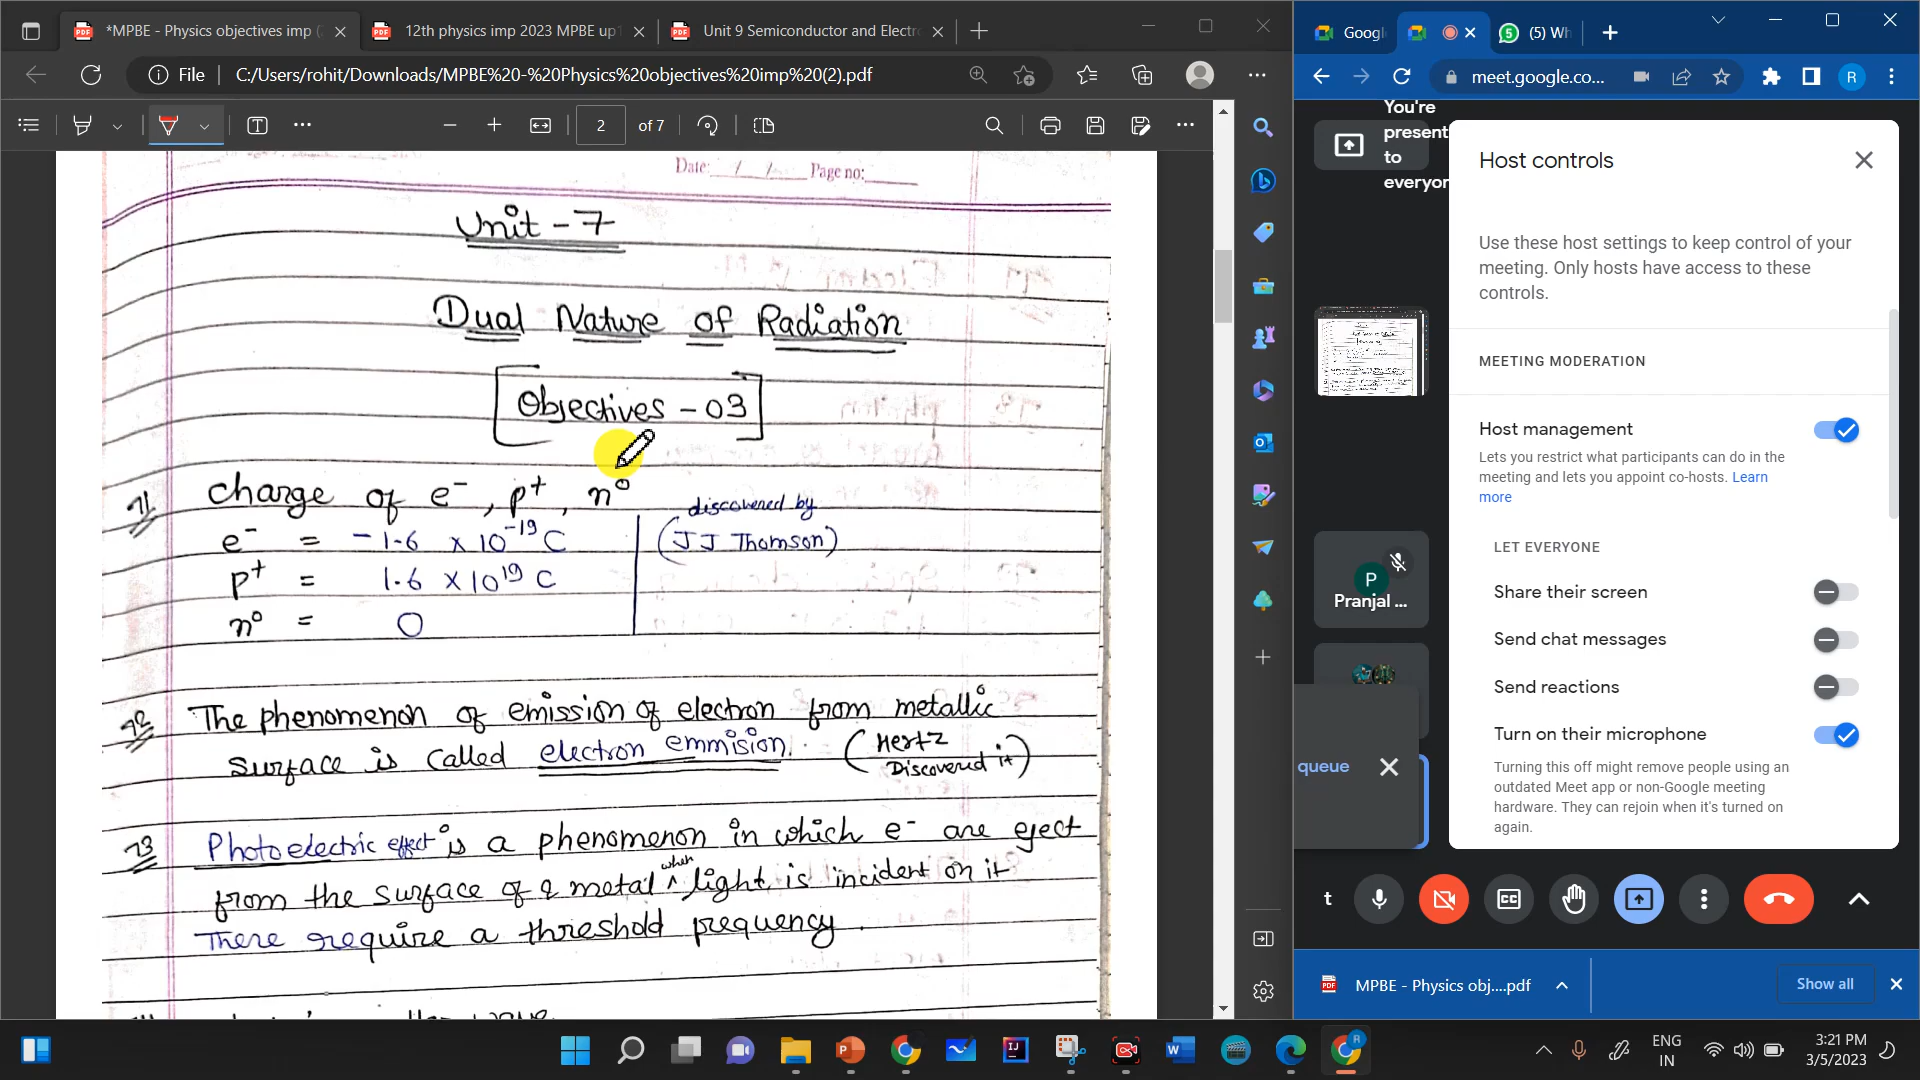 *MPBE - Physics objectives imp (
12th physics imp 2023 MPBE up
Unit 9 Semiconductor and Electr
File
C:/Users/rohit/Downloads/MPBE%20-%20Physics%20objectives%20imp%20(2).pdf
2 of 7
Date: / / Page no:
Unit - 7
Dual Nature of Radiation
Objectives - 03
71 Charge of e⁻, p⁺, n⁰
discovered by
e⁻ = -1.6 x 10⁻¹⁹ C (J J Thomson)
p⁺ = 1.6 x 10¹⁹ C
n⁰ = 0
72 The phenomenon of emission of electron from metallic
surface is called electron emmision. (Hertz
Discovered it)
73 Photoelectric effect is a phenomenon in which e⁻ are eject
from the surface of a metal when light is incident on it
There require a threshold frequency.
Googl
(5) Wh
meet.google.co...
R
You're
present
to
everyon
Host controls
Use these host settings to keep control of your
meeting. Only hosts have access to these
controls.
MEETING MODERATION
Host management
Lets you restrict what participants can do in the
meeting and lets you appoint co-hosts. Learn
more
LET EVERYONE
Share their screen
Send chat messages
Send reactions
Turn on their microphone
Turning this off might remove people using an
outdated Meet app or non-Google meeting
hardware. They can rejoin when it's turned on
again.
P
Pranjal ...
queue
t
MPBE - Physics obj....pdf
Show all
ENG
IN
3:21 PM
3/5/2023